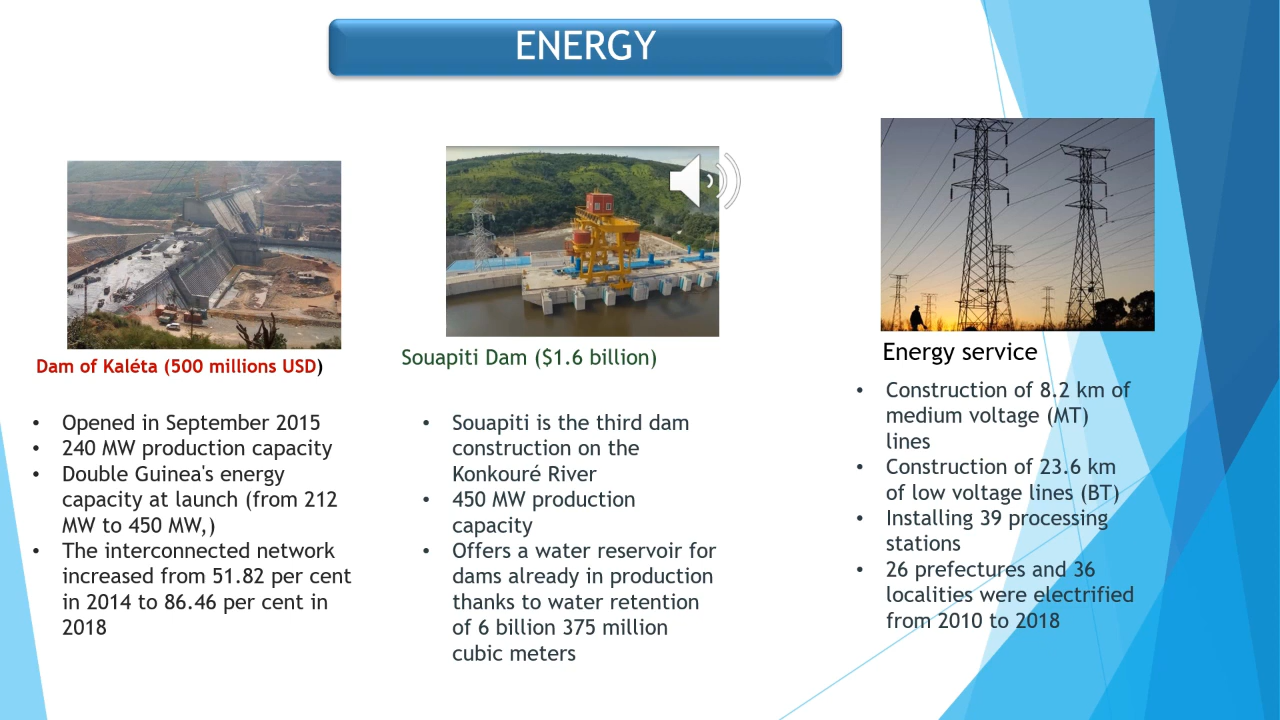 ENERGY
Dam of Kaléta (500 millions USD)
• Opened in September 2015
• 240 MW production capacity
• Double Guinea's energy
capacity at launch (from 212
MW to 450 MW,)
• The interconnected network
increased from 51.82 per cent
in 2014 to 86.46 per cent in
2018
Souapiti Dam ($1.6 billion)
• Souapiti is the third dam
construction on the
Konkouré River
• 450 MW production
capacity
• Offers a water reservoir for
dams already in production
thanks to water retention
of 6 billion 375 million
cubic meters
Energy service
• Construction of 8.2 km of
medium voltage (MT)
lines
• Construction of 23.6 km
of low voltage lines (BT)
• Installing 39 processing
stations
• 26 prefectures and 36
localities were electrified
from 2010 to 2018